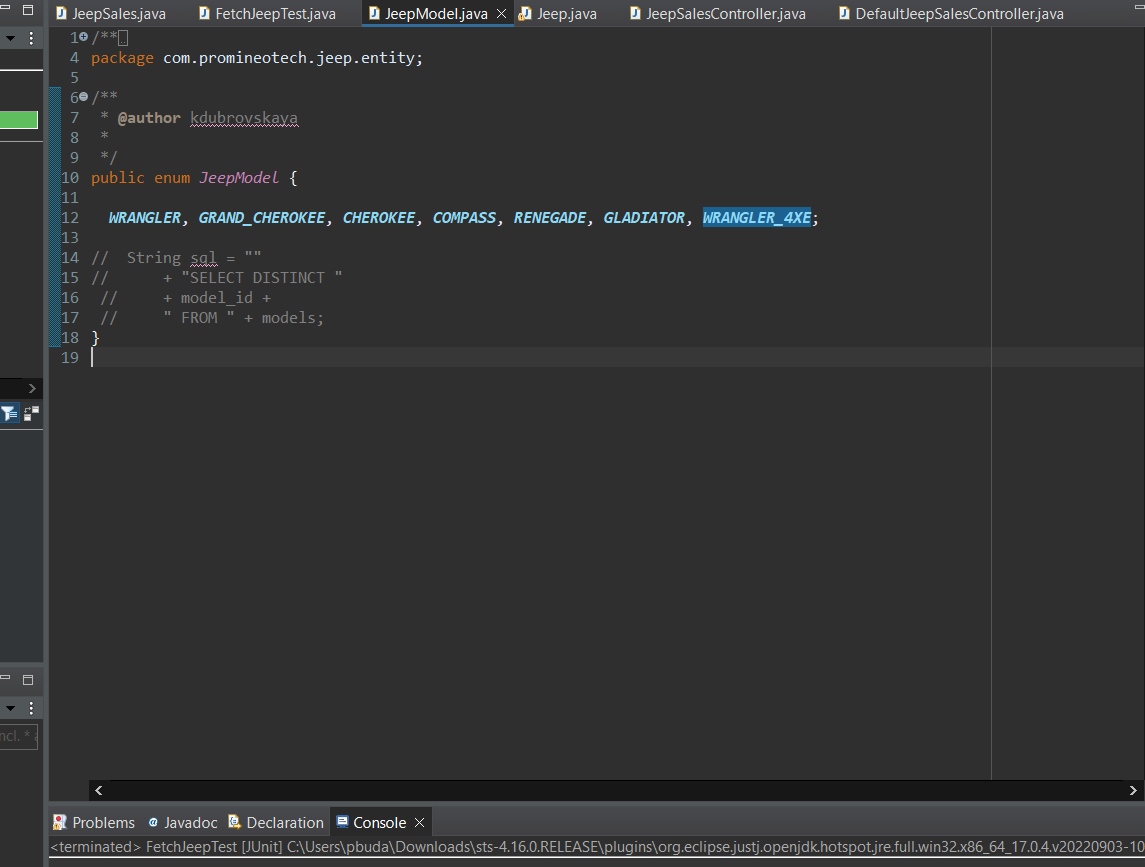 JeepSales.java FetchJeepTest.java JeepModel.java Jeep.java JeepSalesController.java DefaultJeepSalesController.java
1 /**
4 package com.promineotech.jeep.entity;
5
6 /**
7 * @author kdubrovskaya
8 *
9 */
10 public enum JeepModel {
11
12 WRANGLER, GRAND_CHEROKEE, CHEROKEE, COMPASS, RENEGADE, GLADIATOR, WRANGLER_4XE;
13
14 // String sql = ""
15 // + "SELECT DISTINCT "
16 // + model_id +
17 // " FROM " + models;
18 }
19
ncl. *
Problems Javadoc Declaration Console
<terminated> FetchJeepTest [JUnit] C:\Users\pbuda\Downloads\sts-4.16.0.RELEASE\plugins\org.eclipse.justj.openjdk.hotspot.jre.full.win32.x86_64_17.0.4.v20220903-10